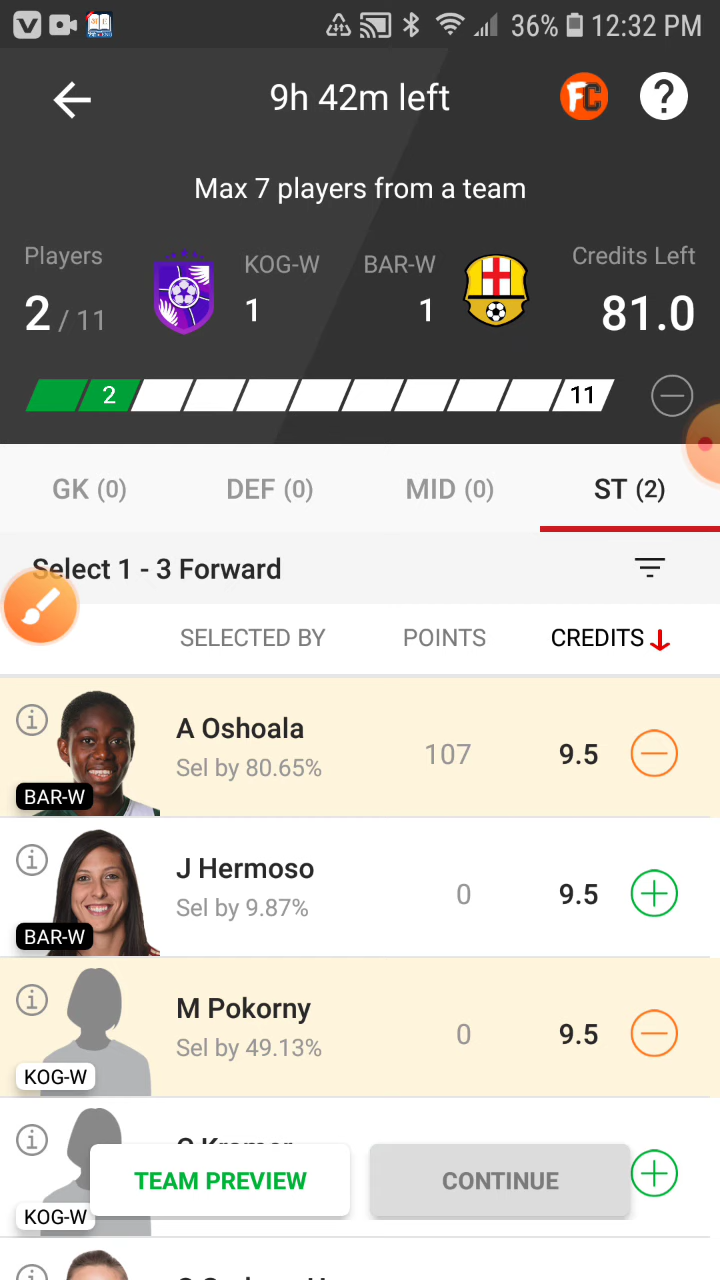 36% 12:32 PM
9h 42m left
FC ?
Max 7 players from a team
Players KOG-W BAR-W Credits Left
2 / 11 1 1 81.0
2 11
GK (0) DEF (0) MID (0) ST (2)
Select 1 - 3 Forward
SELECTED BY POINTS CREDITS
A Oshoala
Sel by 80.65% 107 9.5
BAR-W
J Hermoso
Sel by 9.87% 0 9.5
BAR-W
M Pokorny
Sel by 49.13% 0 9.5
KOG-W
TEAM PREVIEW CONTINUE
KOG-W